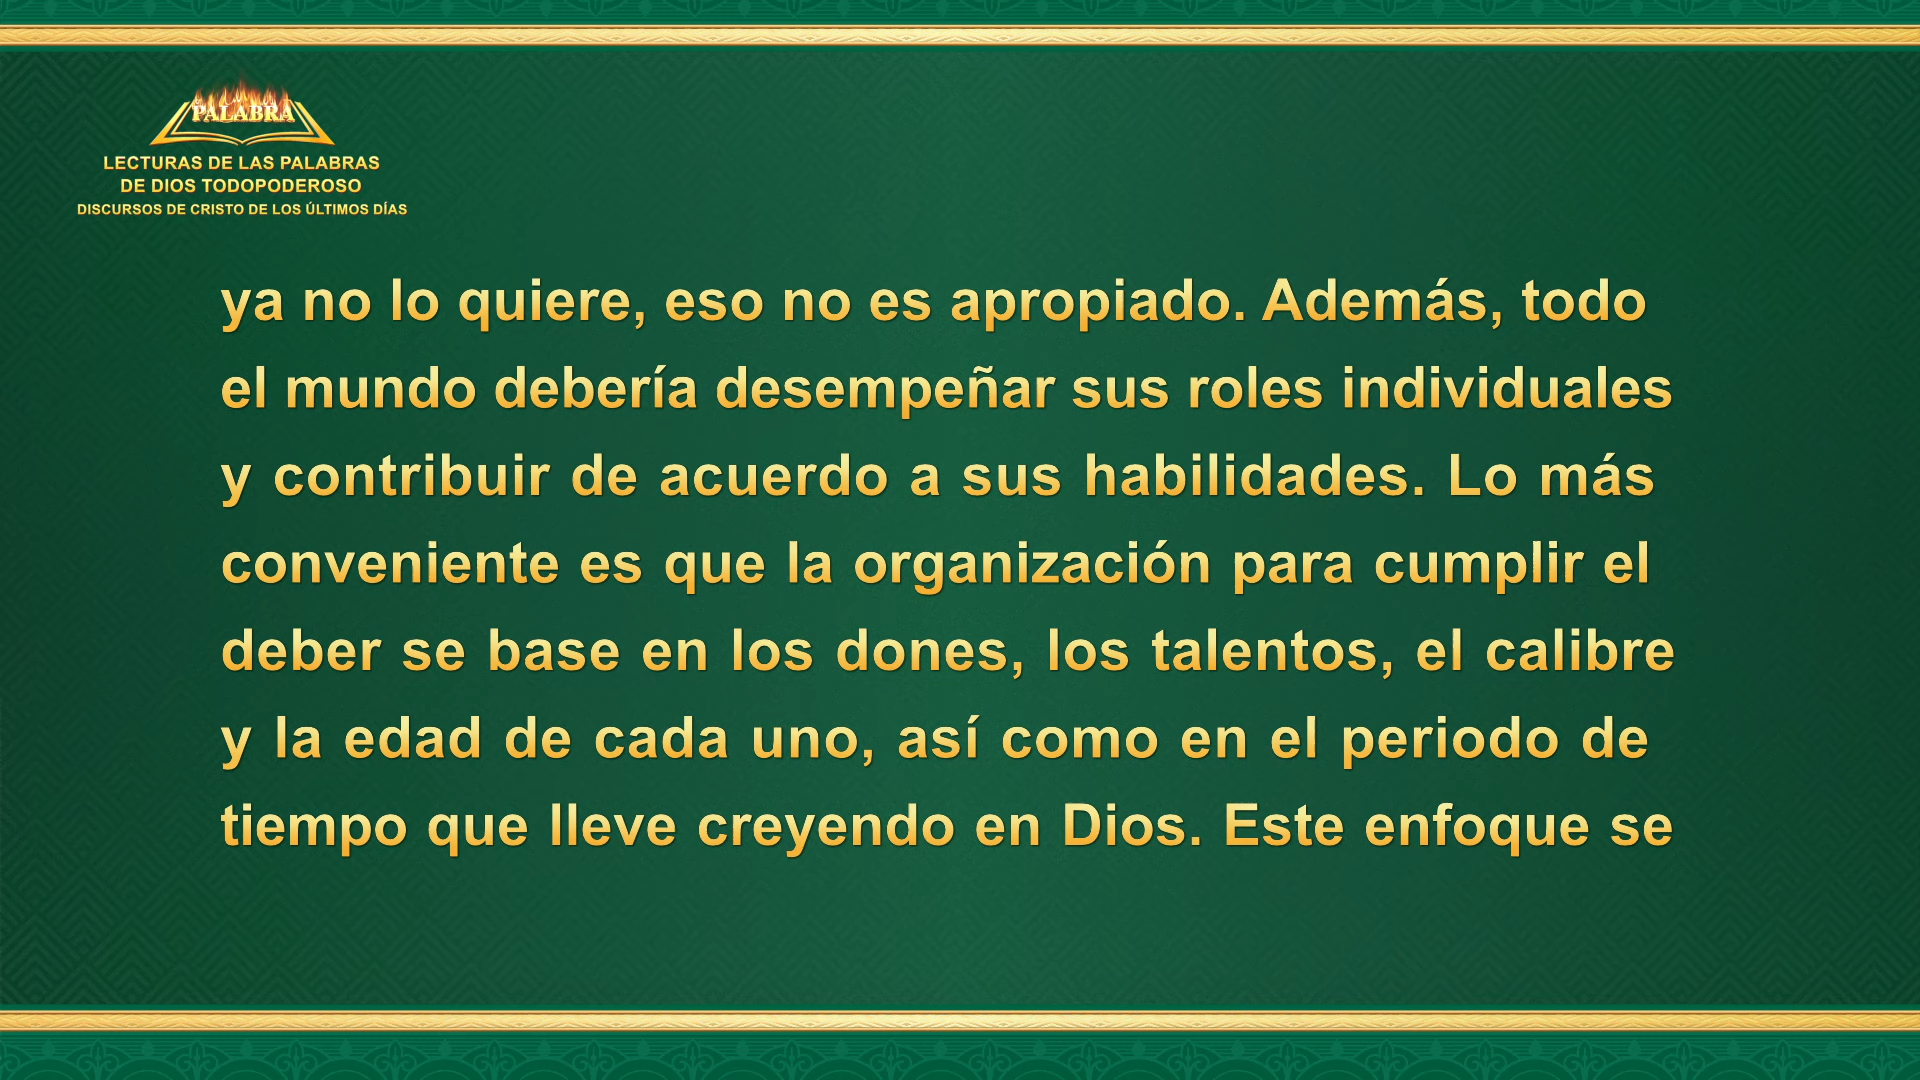 PALABRA
LECTURAS DE LAS PALABRAS
DE DIOS TODOPODEROSO
DISCURSOS DE CRISTO DE LOS ÚLTIMOS DÍAS
ya no lo quiere, eso no es apropiado. Además, todo
el mundo debería desempeñar sus roles individuales
y contribuir de acuerdo a sus habilidades. Lo más
conveniente es que la organización para cumplir el
deber se base en los dones, los talentos, el calibre
y la edad de cada uno, así como en el periodo de
tiempo que lleve creyendo en Dios. Este enfoque se